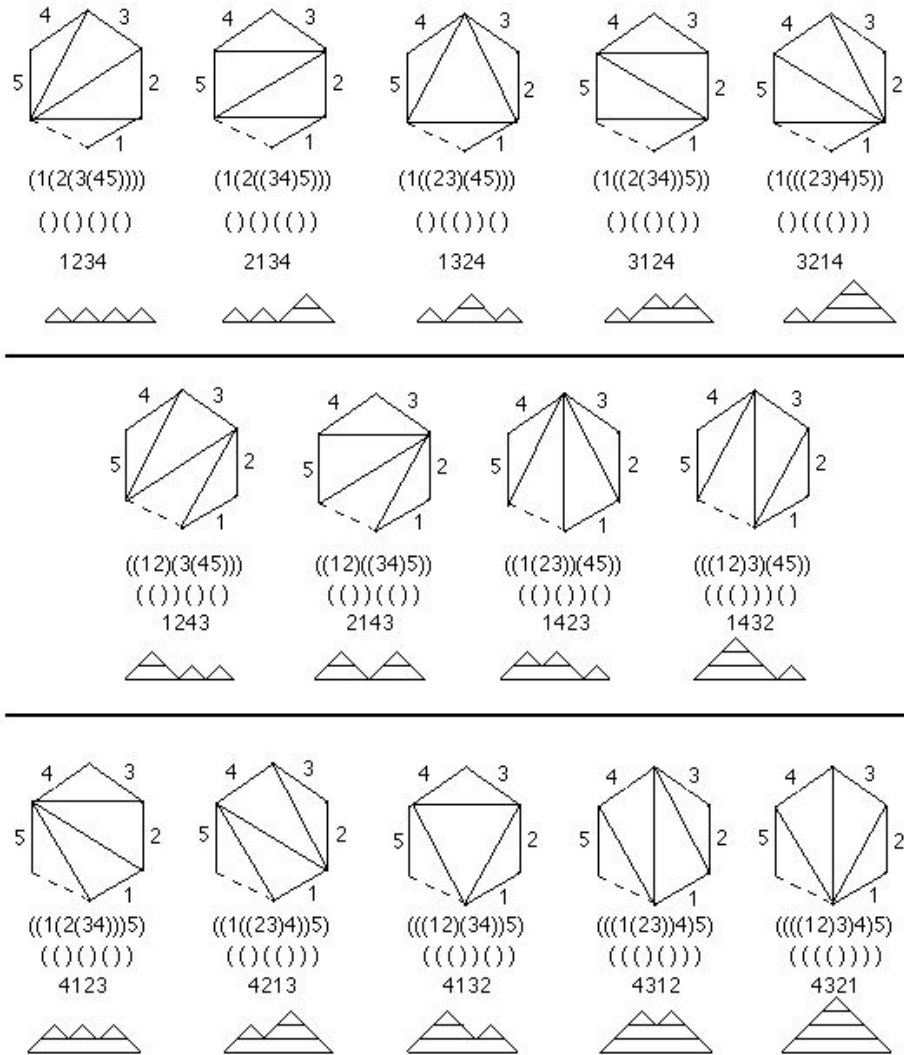 4 3 4 3 4 3 4 3 4 3
5 2 5 2 5 2 5 2 5 2
1 1 1 1 1
(1(2(3(45)))) (1(2((34)5))) (1((23)(45))) (1((2(34))5)) (1(((23)4)5))
( ) ( ) ( ) ( ) ( ) ( ) ( ( ) ) ( ) ( ( ) ) ( ) ( ) ( ( ) ( ) ) ( ) ( ( ( ) ) )
1234 2134 1324 3124 3214
4 3 4 3 4 3 4 3
5 2 5 2 5 2 5 2
1 1 1 1
((12)(3(45))) ((12)((34)5)) ((1(23))(45)) (((12)3)(45))
( ( ) ) ( ) ( ) ( ( ) ) ( ( ) ) ( ( ) ( ) ) ( ) ( ( ( ) ) ) ( )
1243 2143 1423 1432
4 3 4 3 4 3 4 3 4 3
5 2 5 2 5 2 5 2 5 2
1 1 1 1 1
((1(2(34)))5) ((1((23)4))5) (((12)(34))5) (((1(23))4)5) ((((12)3)4)5)
( ( ) ( ) ( ) ) ( ( ) ( ( ) ) ) ( ( ( ) ) ( ) ) ( ( ( ) ( ) ) ) ( ( ( ( ) ) ) )
4123 4213 4132 4312 4321